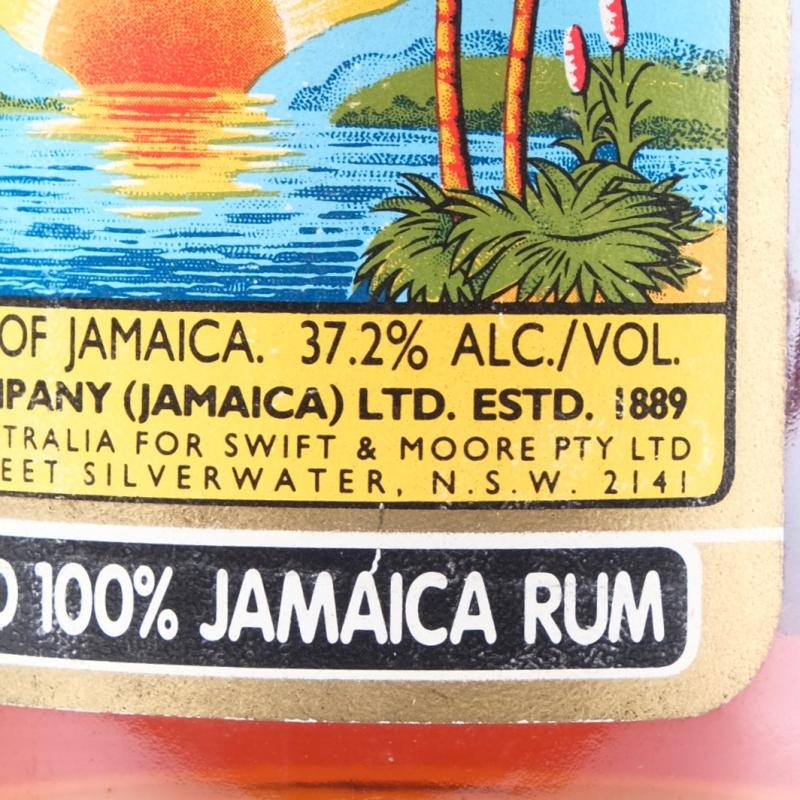 OF JAMAICA. 37.2% ALC./VOL.
MPANY (JAMAICA) LTD. ESTD. 1889
TRALIA FOR SWIFT & MOORE PTY LTD
EET SILVERWATER, N.S.W. 2141
100% JAMAICA RUM